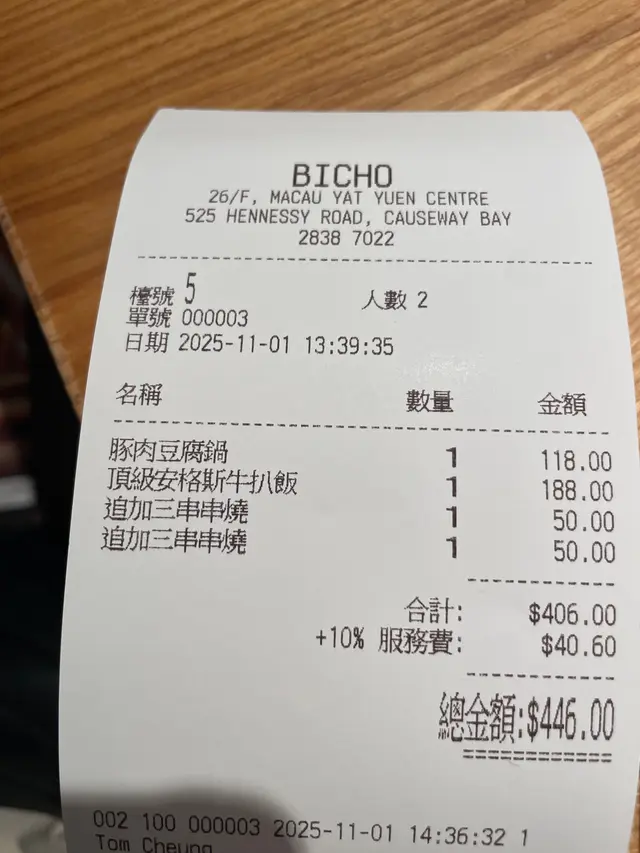 BICHO
26/F, MACAU YAT YUEN CENTRE
525 HENNESSY ROAD, CAUSEWAY BAY
2838 7022
檯號 5 人數 2
單號 000003
日期 2025-11-01 13:39:35
名稱 數量 金額
豚肉豆腐鍋 1 118.00
頂級安格斯牛扒飯 1 188.00
追加三串串燒 1 50.00
追加三串串燒 1 50.00
合計: $406.00
+10% 服務費: $40.60
總金額:$446.00
002 100 000003 2025-11-01 14:36:32 1
Tom Cheung